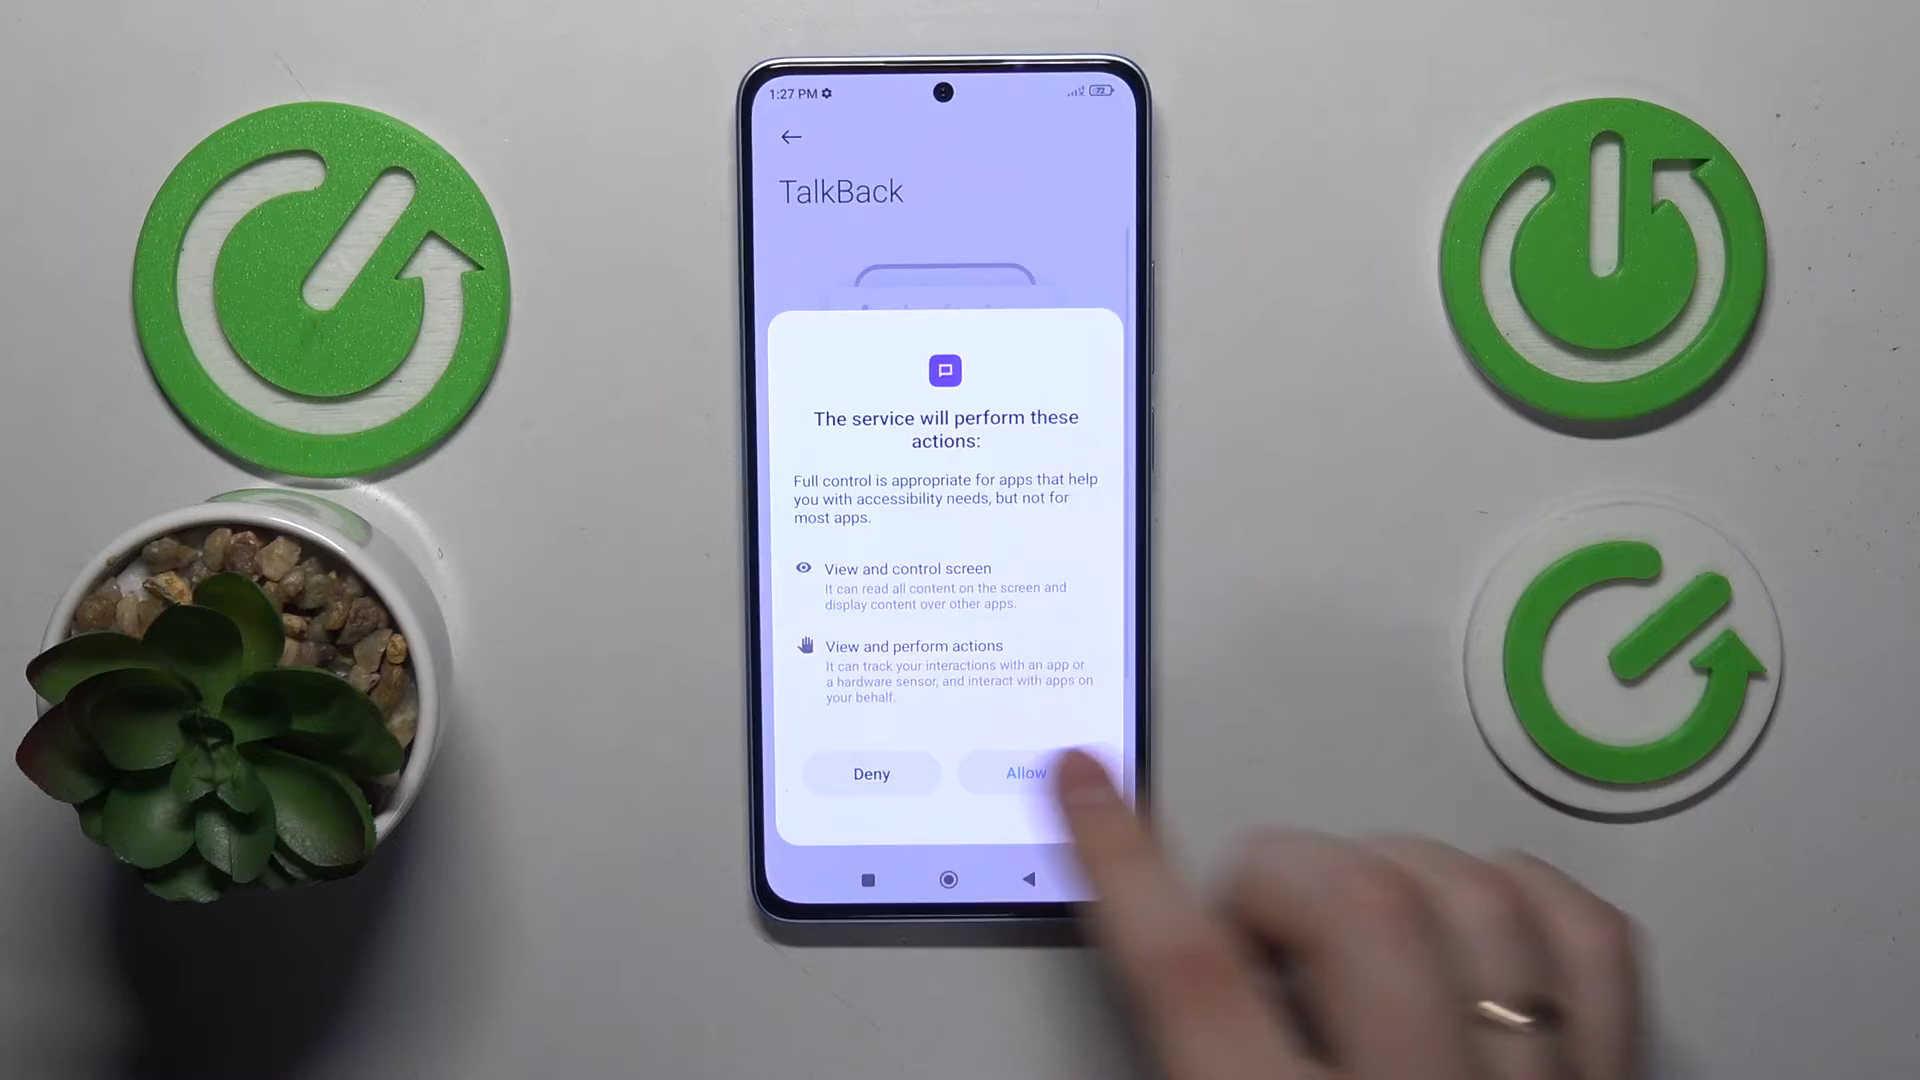 1:27 PM
72
TalkBack
The service will perform these
actions:
Full control is appropriate for apps that help
you with accessibility needs, but not for
most apps.
View and control screen
It can read all content on the screen and
display content over other apps.
View and perform actions
It can track your interactions with an app or
a hardware sensor, and interact with apps on
your behalf.
Deny
Allow